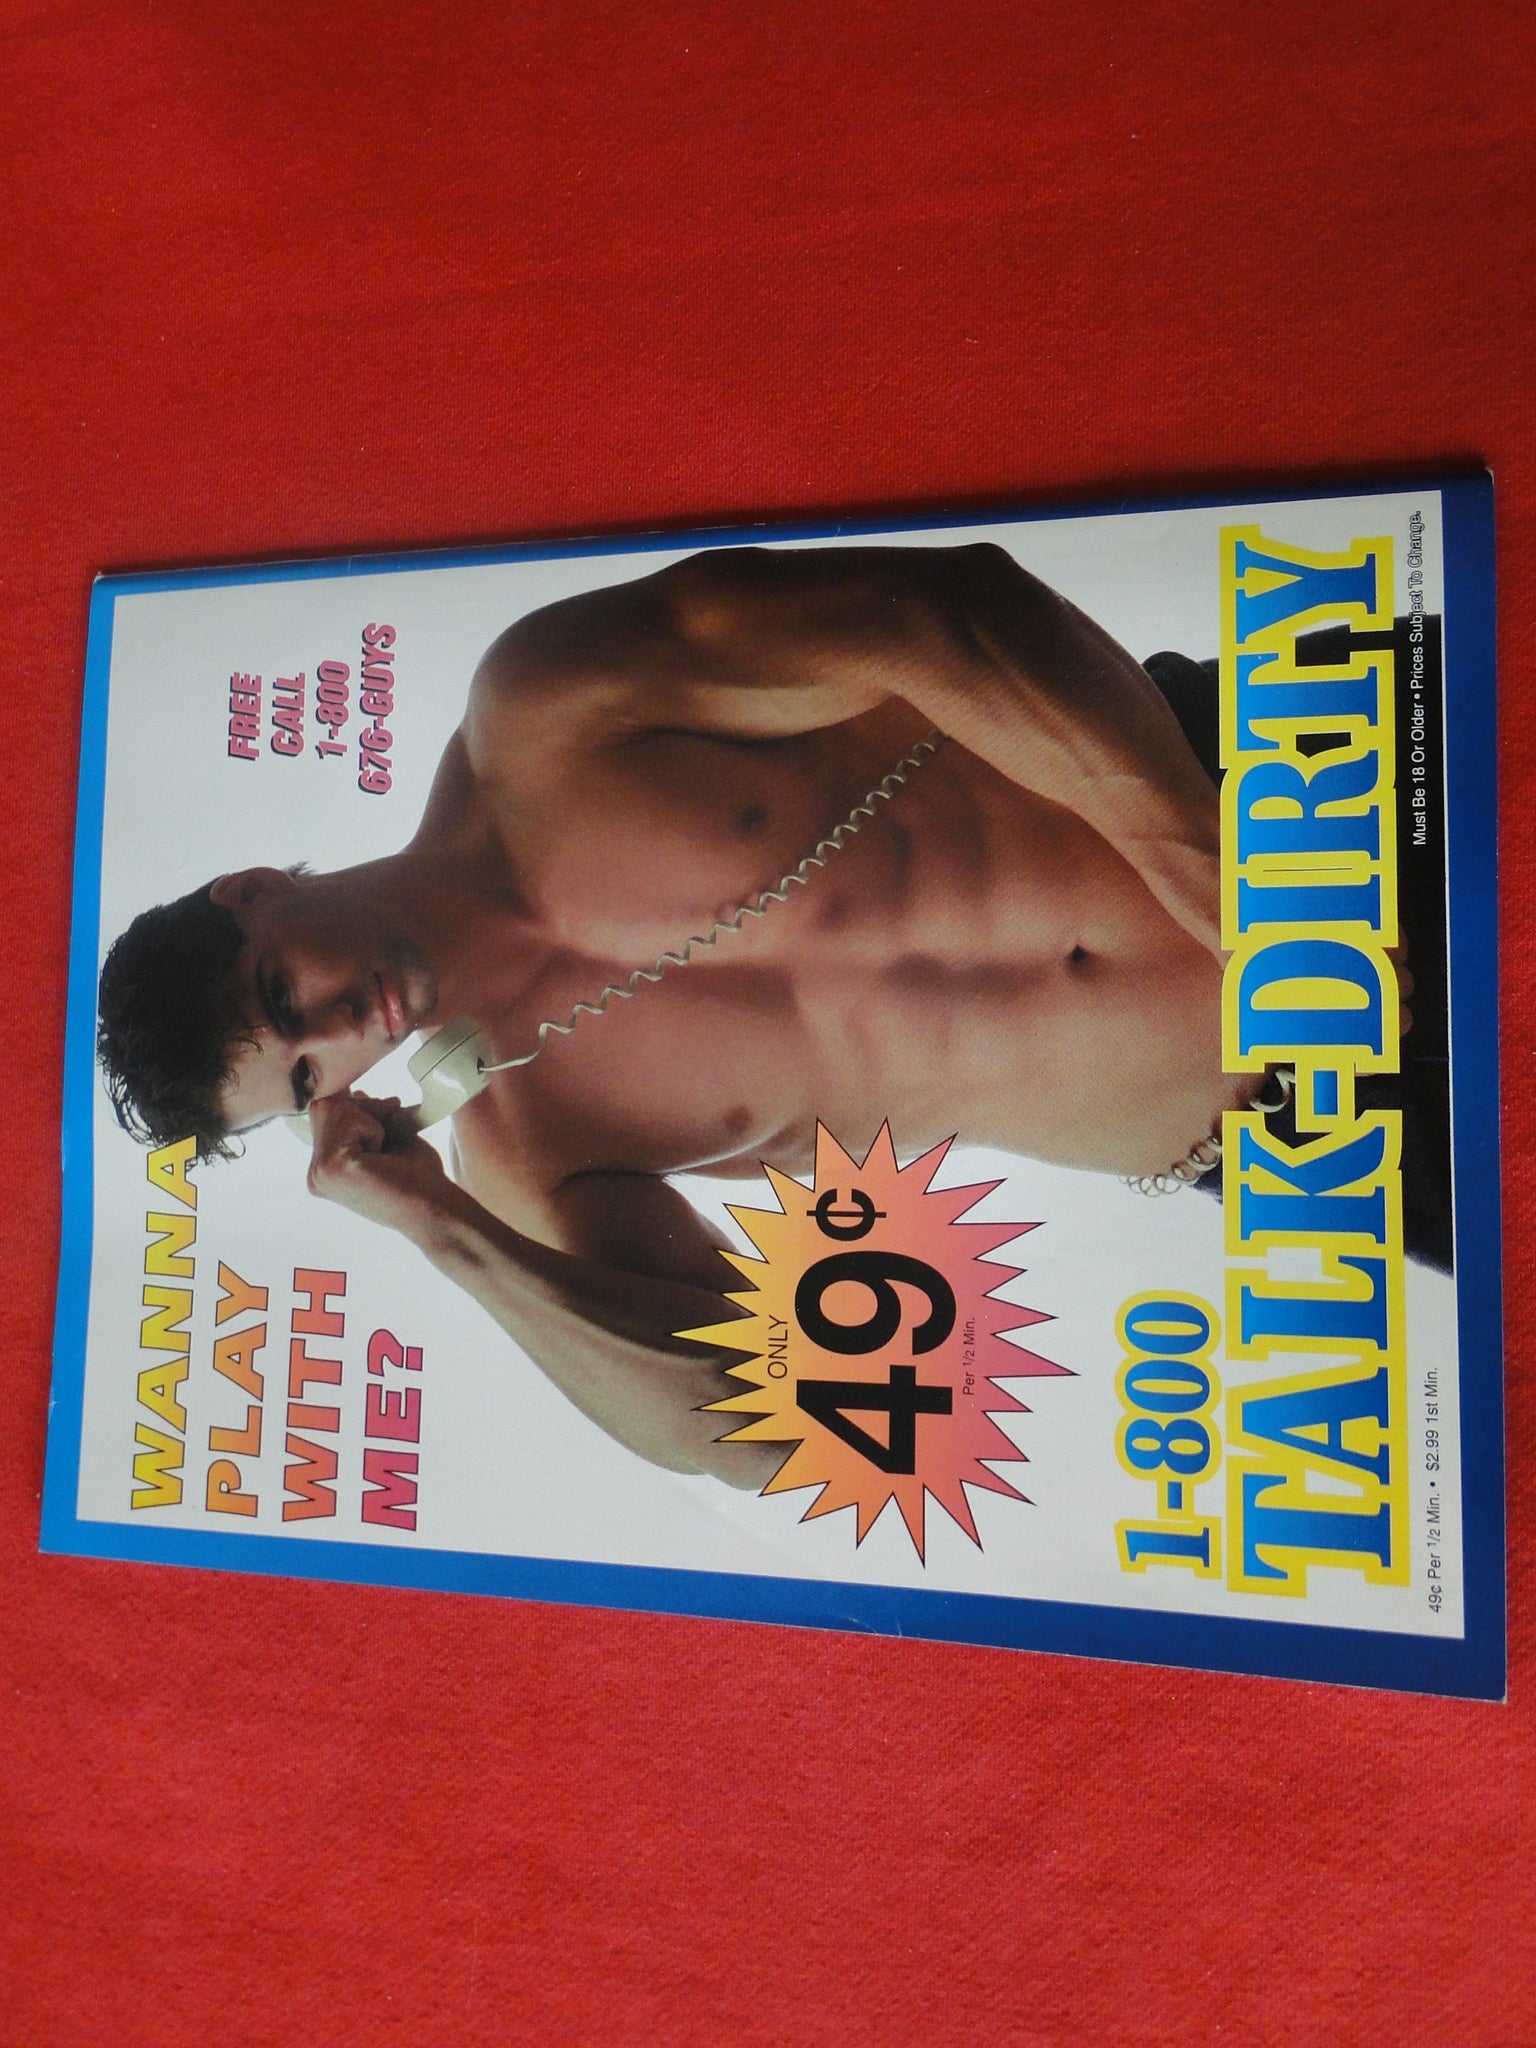 WANNA
PLAY
WITH
ME?
FREE
CALL
1-800
676-GUYS
ONLY
49¢
Per 1/2 Min.
1-800
TALK-DIRTY
49¢ Per 1/2 Min. • $2.99 1st Min.
Must Be 18 Or Older • Prices Subject To Change.